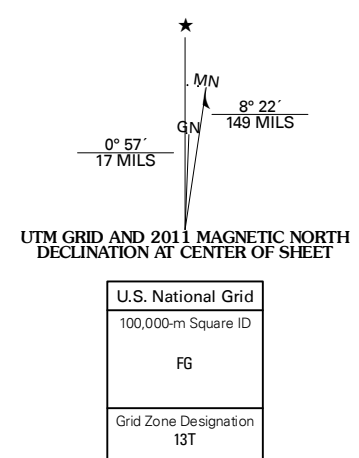 MN
GN
8° 22´
149 MILS
0° 57´
17 MILS
UTM GRID AND 2011 MAGNETIC NORTH
DECLINATION AT CENTER OF SHEET
U.S. National Grid
100,000-m Square ID
FG
Grid Zone Designation
13T